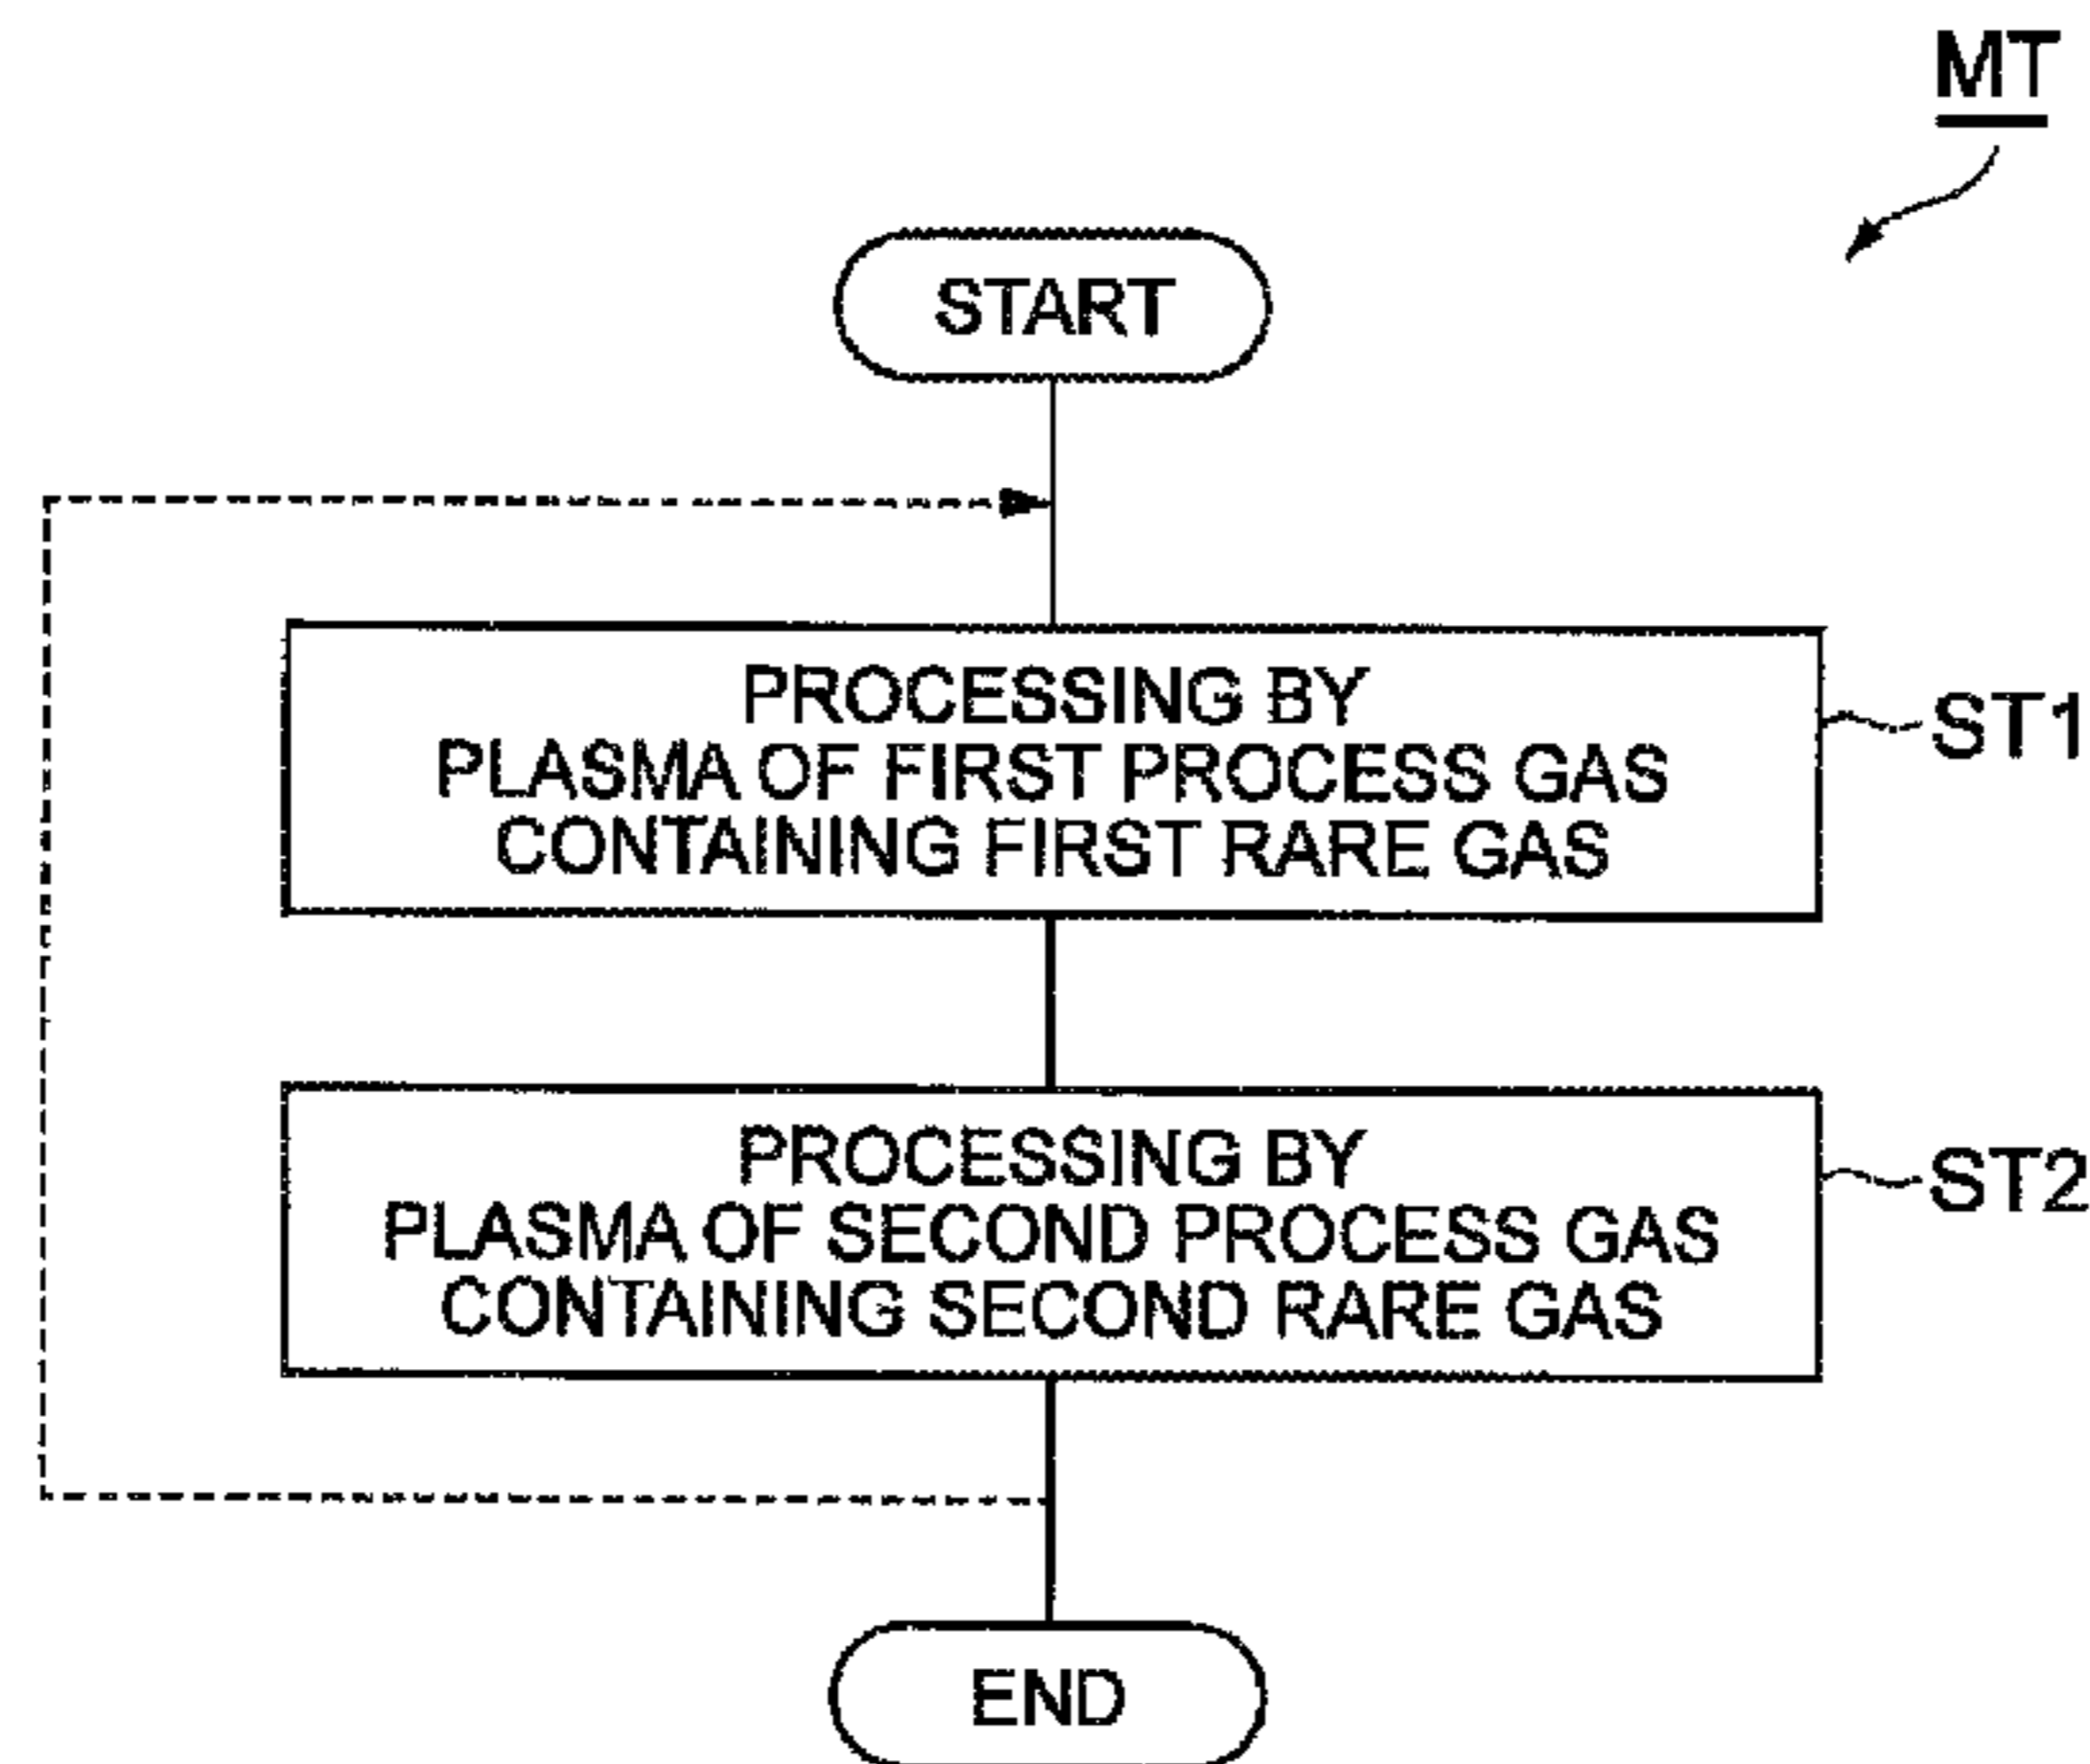 MT
START
PROCESSING BY
PLASMA OF FIRST PROCESS GAS
CONTAINING FIRST RARE GAS
ST1
PROCESSING BY
PLASMA OF SECOND PROCESS GAS
CONTAINING SECOND RARE GAS
ST2
END